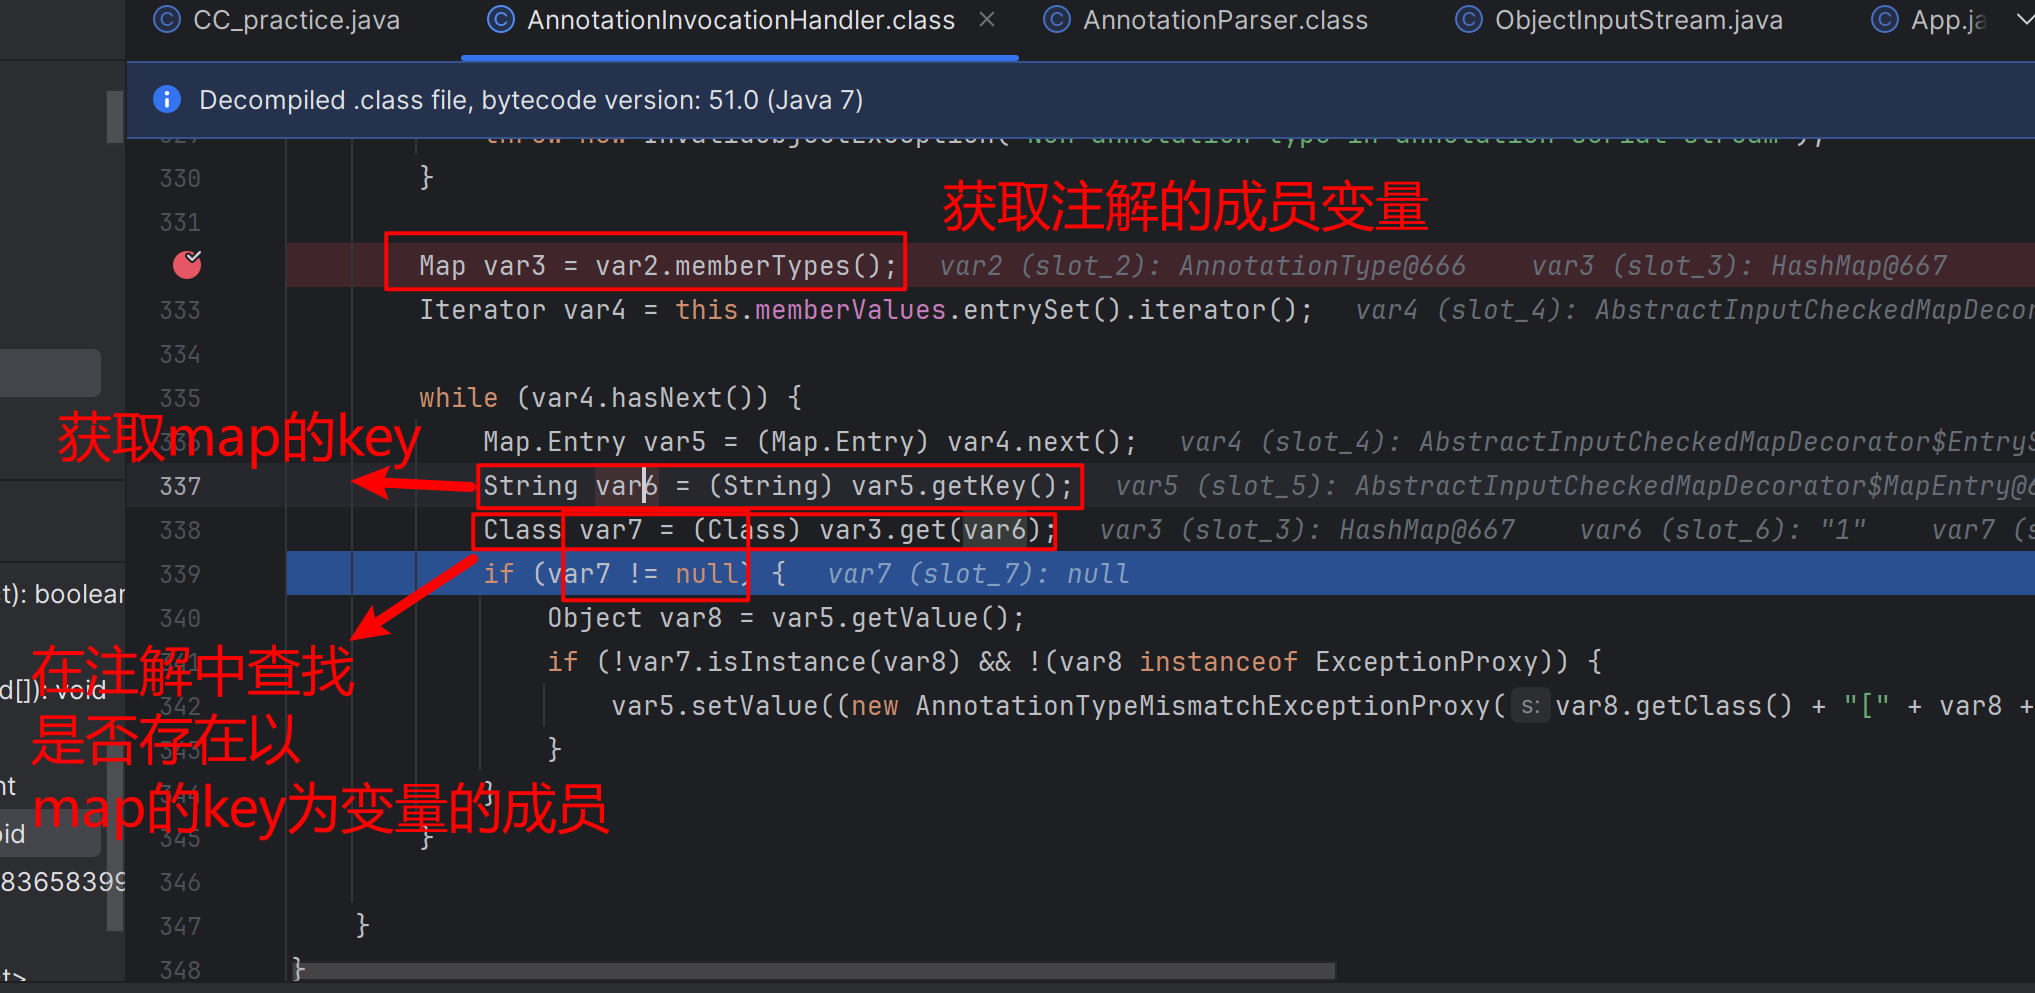 CC_practice.java AnnotationInvocationHandler.class AnnotationParser.class ObjectInputStream.java App.ja
Decompiled .class file, bytecode version: 51.0 (Java 7)
330 }
获取注解的成员变量
331
Map var3 = var2.memberTypes(); var2 (slot_2): AnnotationType@666 var3 (slot_3): HashMap@667
333 Iterator var4 = this.memberValues.entrySet().iterator(); var4 (slot_4): AbstractInputCheckedMapDecor
334
335 while (var4.hasNext()) {
获取map的key
336 Map.Entry var5 = (Map.Entry) var4.next(); var4 (slot_4): AbstractInputCheckedMapDecorator$EntryS
337 String var6 = (String) var5.getKey(); var5 (slot_5): AbstractInputCheckedMapDecorator$MapEntry@6
338 Class var7 = (Class) var3.get(var6); var3 (slot_3): HashMap@667 var6 (slot_6): "1" var7 (s
339 if (var7 != null) { var7 (slot_7): null
t): boolean
340 Object var8 = var5.getValue();
341 if (!var7.isInstance(var8) && !(var8 instanceof ExceptionProxy)) {
在注解中查找
d[]): void
342 var5.setValue((new AnnotationTypeMismatchExceptionProxy( s: var8.getClass() + "[" + var8 +
是否存在以
343 }
nt
344 }
map的key为变量的成员
oid
345 }
83658399
346
347 }
348 }
t>